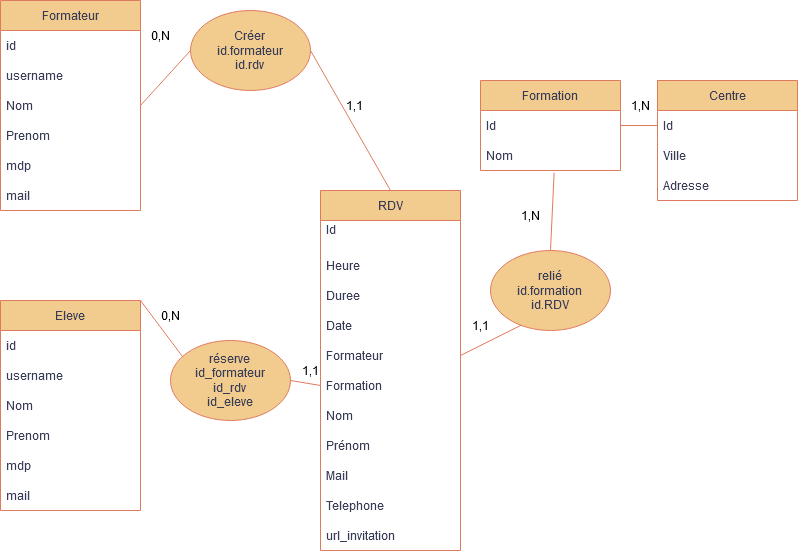 Formateur
id
username
Nom
Prenom
mdp
mail
0,N
Créer
id.formateur
id.rdv
1,1
Formation
Id
Nom
1,N
Centre
Id
Ville
Adresse
1,N
relié
id.formation
id.RDV
1,1
RDV
Id
Heure
Duree
Date
Formateur
Formation
Nom
Prénom
Mail
Telephone
url_invitation
Eleve
id
username
Nom
Prenom
mdp
mail
0,N
réserve
id_formateur
id_rdv
id_eleve
1,1